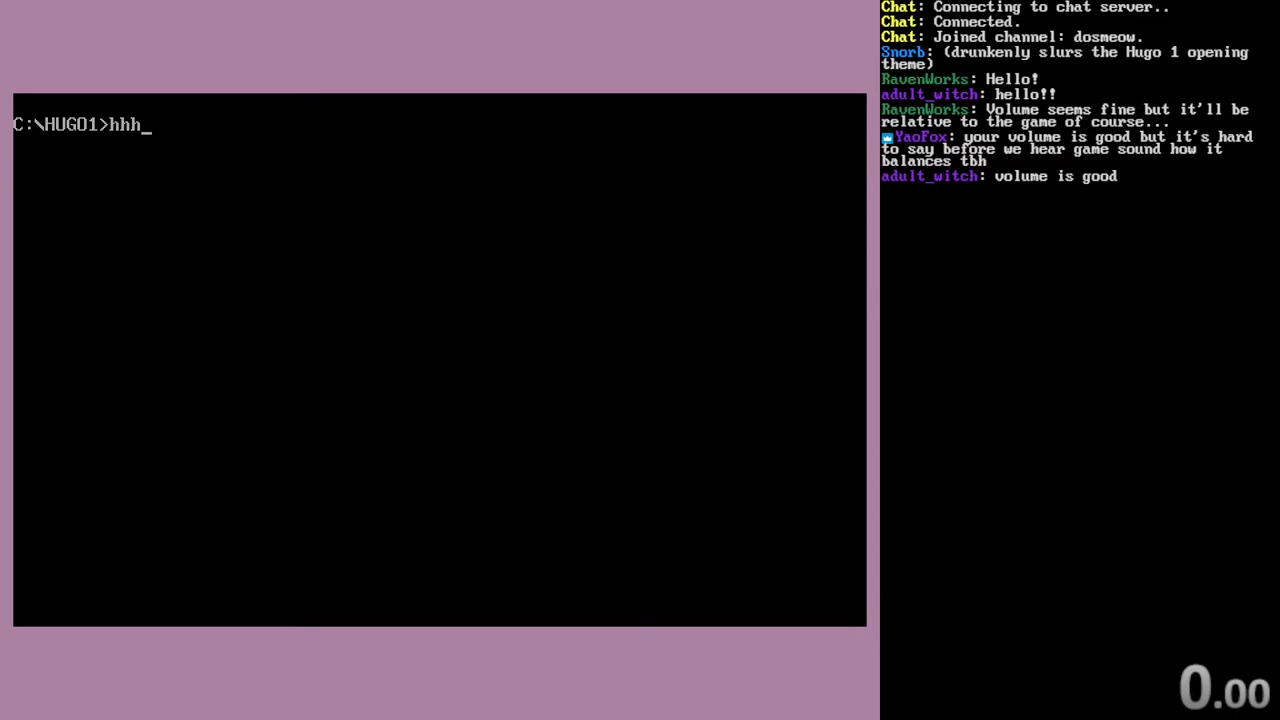 C:\HUGO1>hhh_
Chat: Connecting to chat server..
Chat: Connected.
Chat: Joined channel: dosmeow.
Snorb: (drunkenly slurs the Hugo 1 opening
theme)
RavenWorks: Hello!
adult_witch: hello!!
RavenWorks: Volume seems fine but it'll be
relative to the game of course...
YaoFox: your volume is good but it's hard
to say before we hear game sound how it
balances tbh
adult_witch: volume is good
0.00